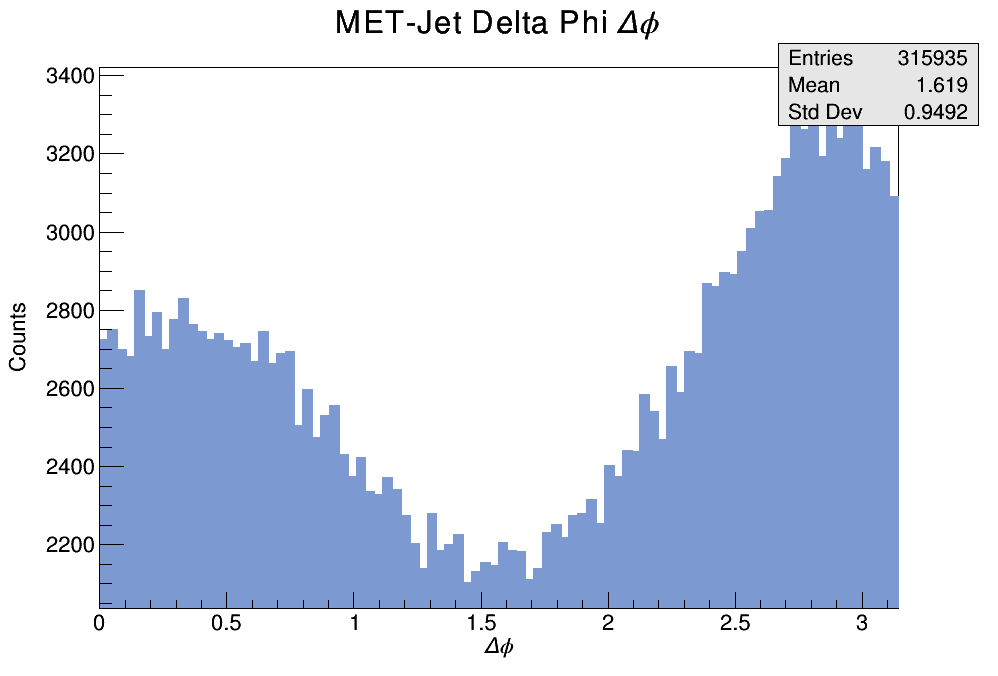 MET-Jet Delta Phi Δϕ
Entries 315935
Mean 1.619
Std Dev 0.9492
3400
3200
3000
2800
2600
2400
2200
Counts
0 0.5 1 1.5 2 2.5 3
Δϕ